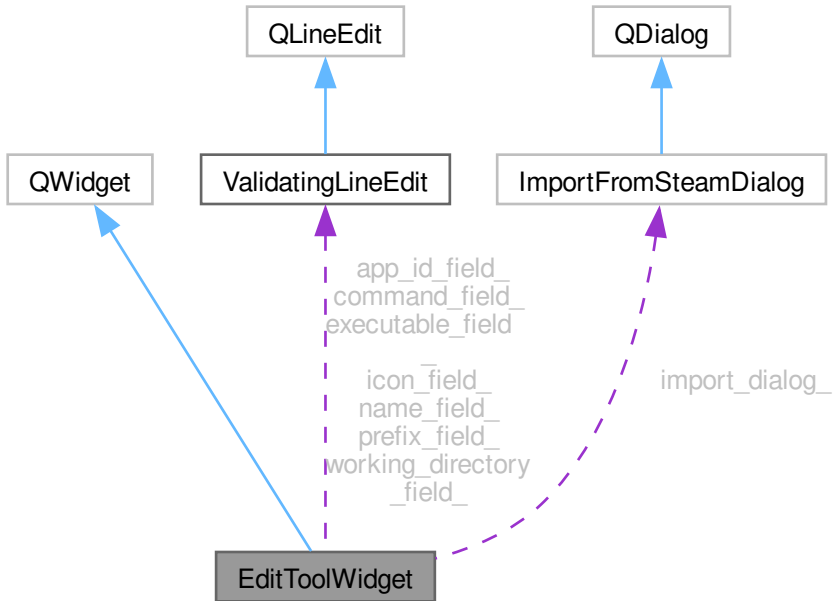 QLineEdit
QDialog
QWidget
ValidatingLineEdit
ImportFromSteamDialog
app_id_field_
command_field_
executable_field
_
icon_field_
name_field_
prefix_field_
working_directory
_field_
import_dialog_
EditToolWidget